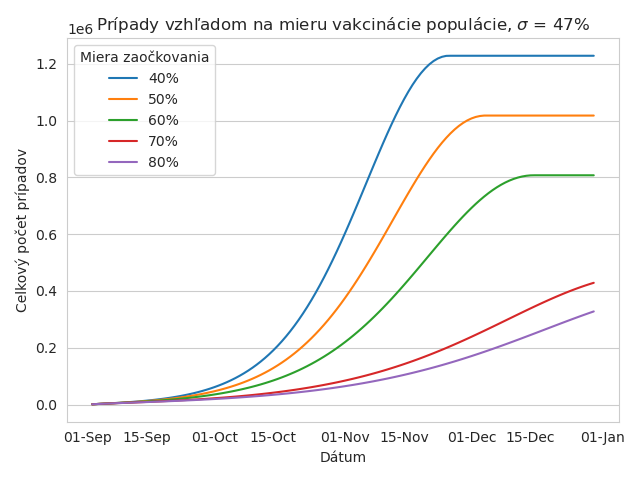 Prípady vzhľadom na mieru vakcinácie populácie, σ = 47%
1e6
Miera zaočkovania
40%
50%
60%
70%
80%
Celkový počet prípadov
1.2
1.0
0.8
0.6
0.4
0.2
0.0
01-Sep 15-Sep 01-Oct 15-Oct 01-Nov 15-Nov 01-Dec 15-Dec 01-Jan
Dátum